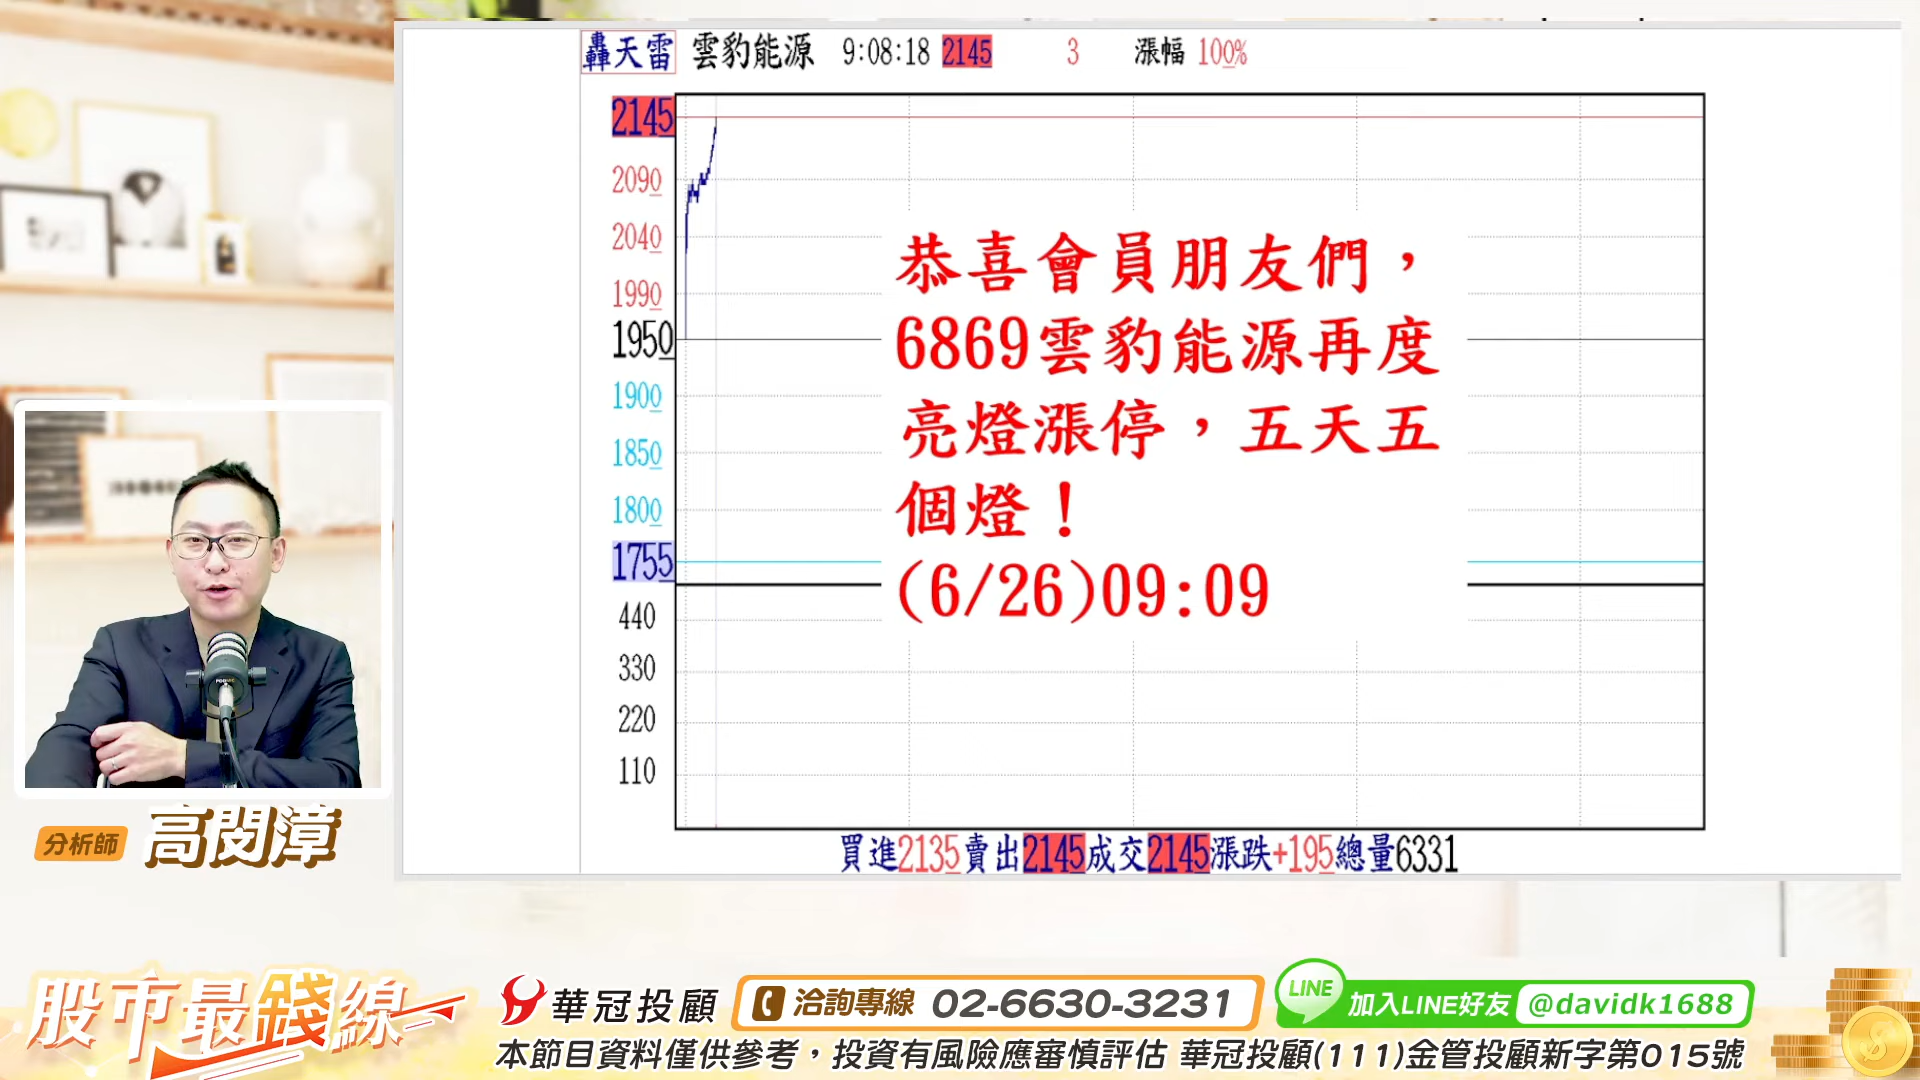 轟天雷 雲豹能源 9:08:18 2145 3 漲幅 100%
2145
2090
2040
1990
1950
1900
1850
1800
1755
440
330
220
110
恭喜會員朋友們，
6869雲豹能源再度
亮燈漲停，五天五
個燈！
(6/26)09:09
買進2135賣出2145成交2145漲跌+195總量6331
分析師 高閔漳
股市最錢線
華冠投顧 洽詢專線 02-6630-3231 LINE 加入LINE好友 @davidk1688
本節目資料僅供參考，投資有風險應審慎評估 華冠投顧(111)金管投顧新字第015號